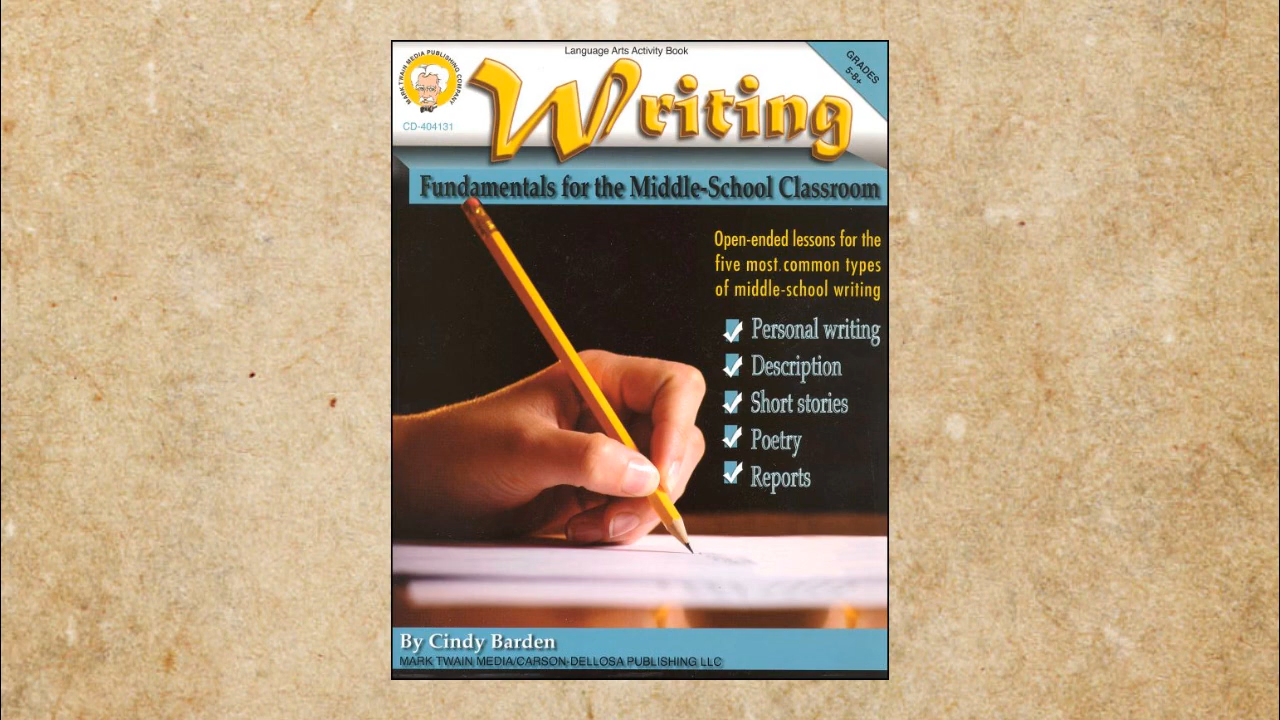 Language Arts Activity Book
MARK TWAIN MEDIA PUBLISHING COMPANY
CD-404131
GRADES
5-8+
Writing
Fundamentals for the Middle-School Classroom
Open-ended lessons for the
five most common types
of middle-school writing
Personal writing
Description
Short stories
Poetry
Reports
By Cindy Barden
MARK TWAIN MEDIA/CARSON-DELLOSA PUBLISHING LLC